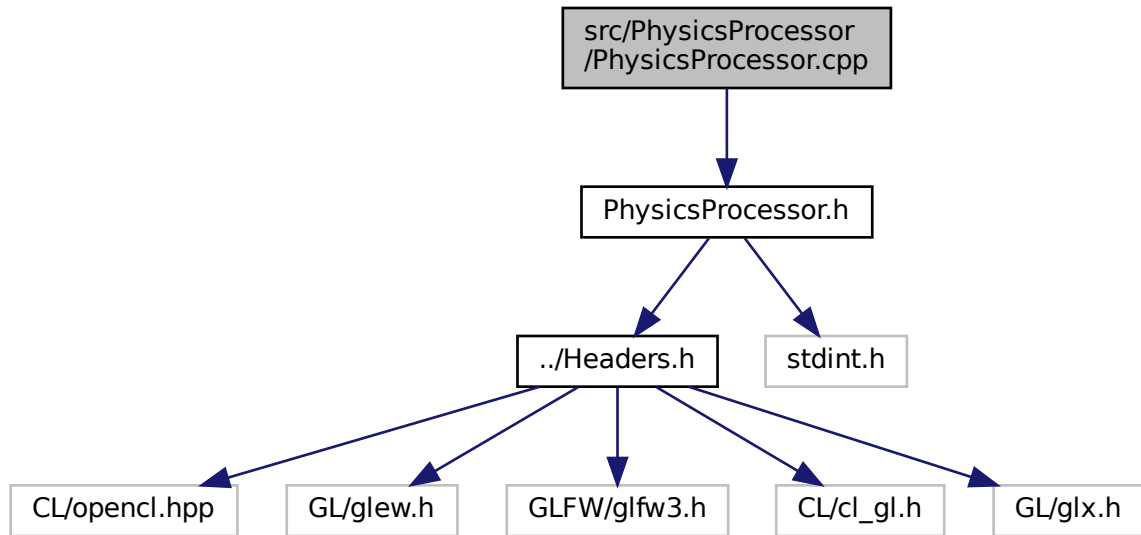 src/PhysicsProcessor
/PhysicsProcessor.cpp
PhysicsProcessor.h
../Headers.h
stdint.h
CL/opencl.hpp
GL/glew.h
GLFW/glfw3.h
CL/cl_gl.h
GL/glx.h